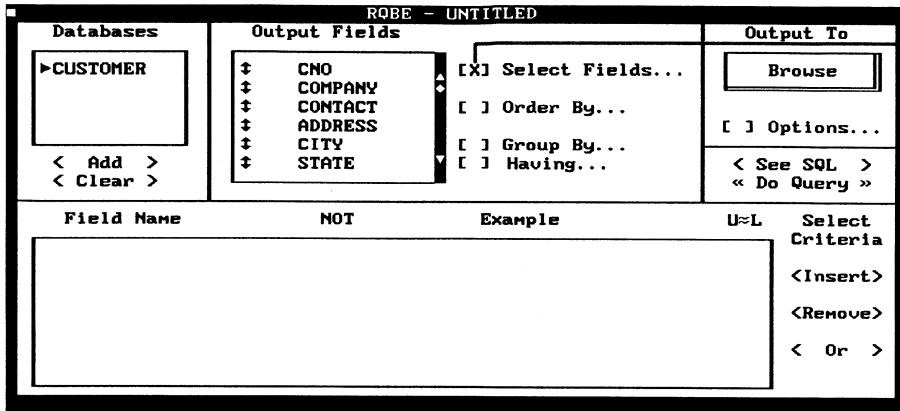 RQBE - UNTITLED
Databases
►CUSTOMER
< Add >
< Clear >
Output Fields
↕ CNO
↕ COMPANY
↕ CONTACT
↕ ADDRESS
↕ CITY
↕ STATE
[X] Select Fields...
[ ] Order By...
[ ] Group By...
[ ] Having...
Output To
Browse
[ ] Options...
< See SQL >
« Do Query »
Field Name NOT Example U≈L Select
Criteria
<Insert>
<Remove>
< Or >